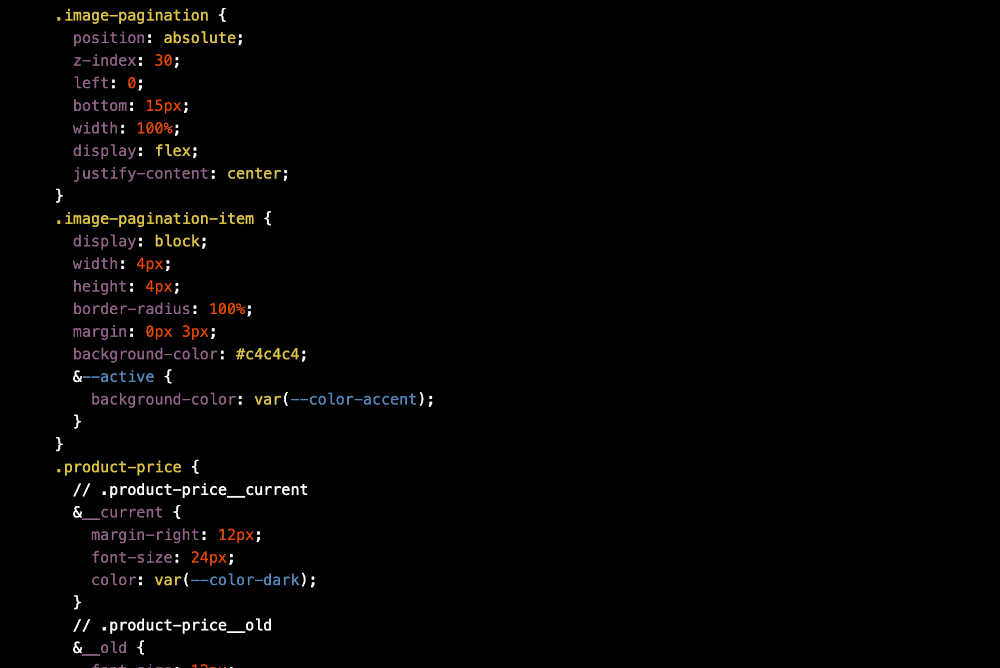 .image-pagination {
  position: absolute;
  z-index: 30;
  left: 0;
  bottom: 15px;
  width: 100%;
  display: flex;
  justify-content: center;
}
.image-pagination-item {
  display: block;
  width: 4px;
  height: 4px;
  border-radius: 100%;
  margin: 0px 3px;
  background-color: #c4c4c4;
  &--active {
    background-color: var(--color-accent);
  }
}
.product-price {
  // .product-price__current
  &__current {
    margin-right: 12px;
    font-size: 24px;
    color: var(--color-dark);
  }
  // .product-price__old
  &__old {